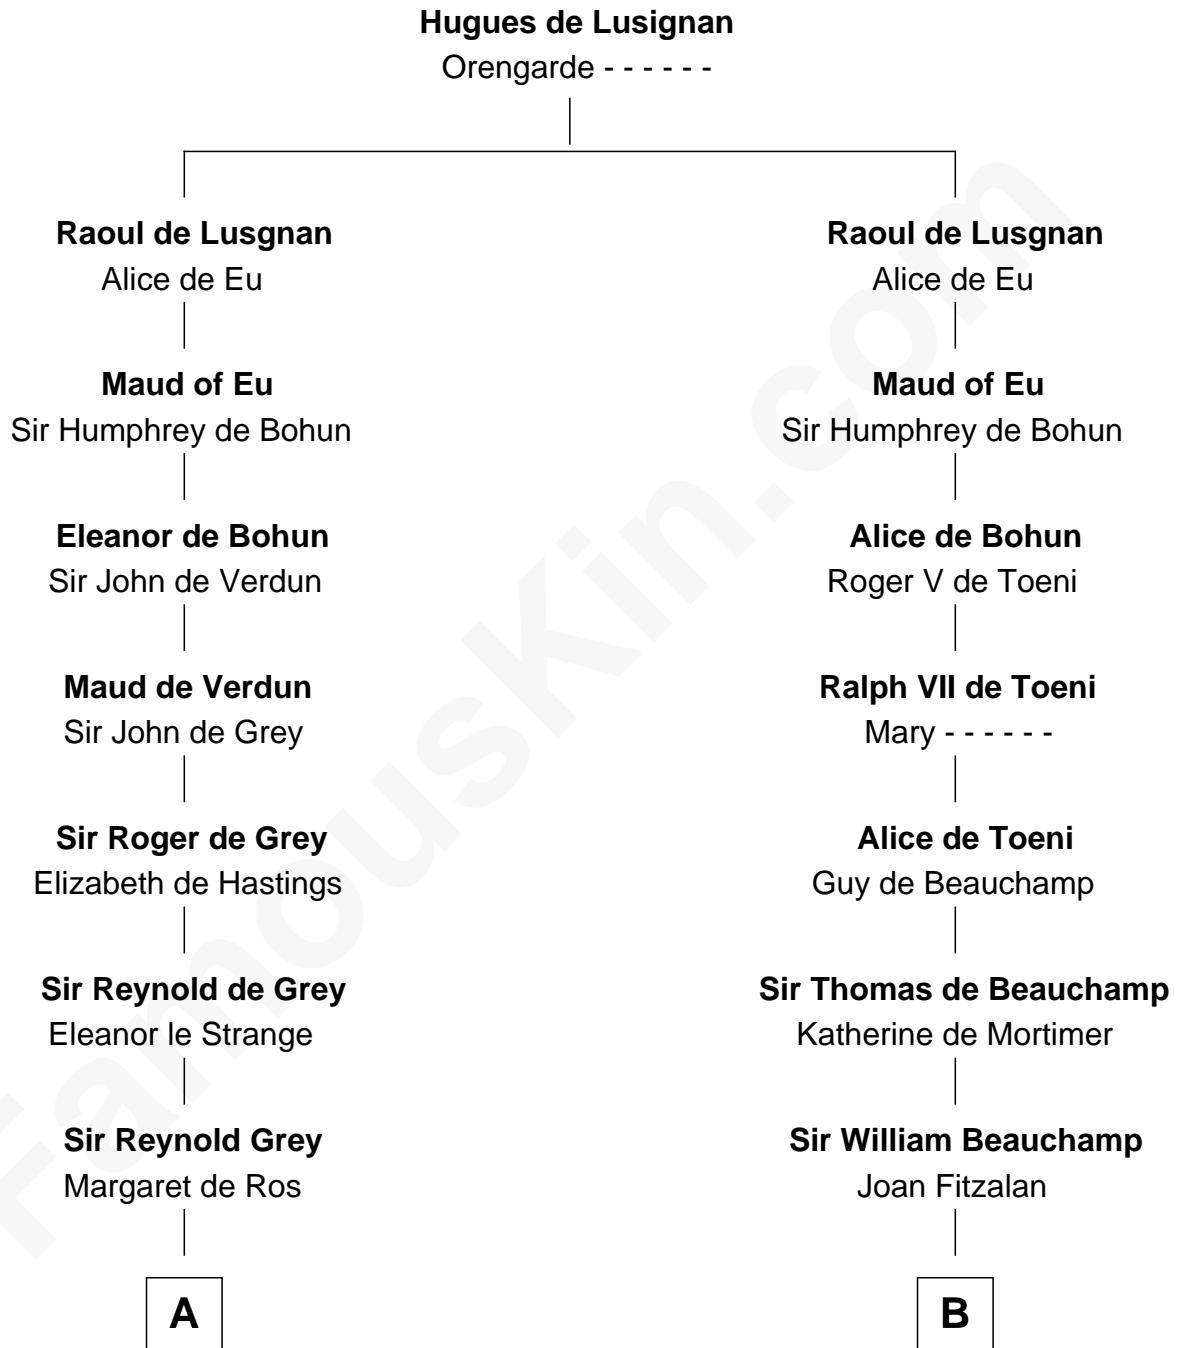 Hugues de Lusignan
Orengarde - - - - - -
Raoul de Lusgnan
Alice de Eu
Maud of Eu
Sir Humphrey de Bohun
Eleanor de Bohun
Sir John de Verdun
Maud de Verdun
Sir John de Grey
Sir Roger de Grey
Elizabeth de Hastings
Sir Reynold de Grey
Eleanor le Strange
Sir Reynold Grey
Margaret de Ros
A
Raoul de Lusgnan
Alice de Eu
Maud of Eu
Sir Humphrey de Bohun
Alice de Bohun
Roger V de Toeni
Ralph VII de Toeni
Mary - - - - - -
Alice de Toeni
Guy de Beauchamp
Sir Thomas de Beauchamp
Katherine de Mortimer
Sir William Beauchamp
Joan Fitzalan
B
FamousKin.com